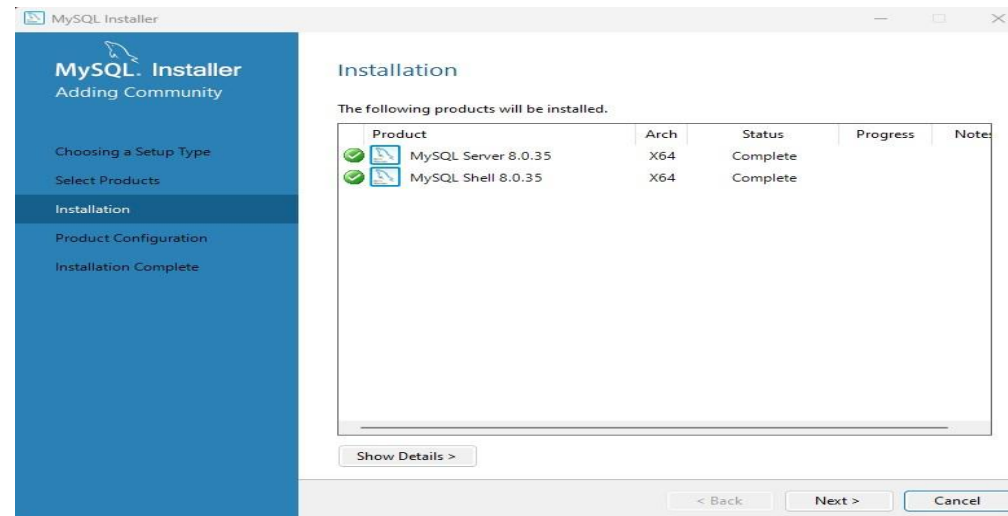 MySQL Installer
MySQL. Installer
Adding Community
Choosing a Setup Type
Select Products
Installation
Product Configuration
Installation Complete
Installation
The following products will be installed.
Product Arch Status Progress Notes
MySQL Server 8.0.35 X64 Complete
MySQL Shell 8.0.35 X64 Complete
Show Details >
< Back Next > Cancel